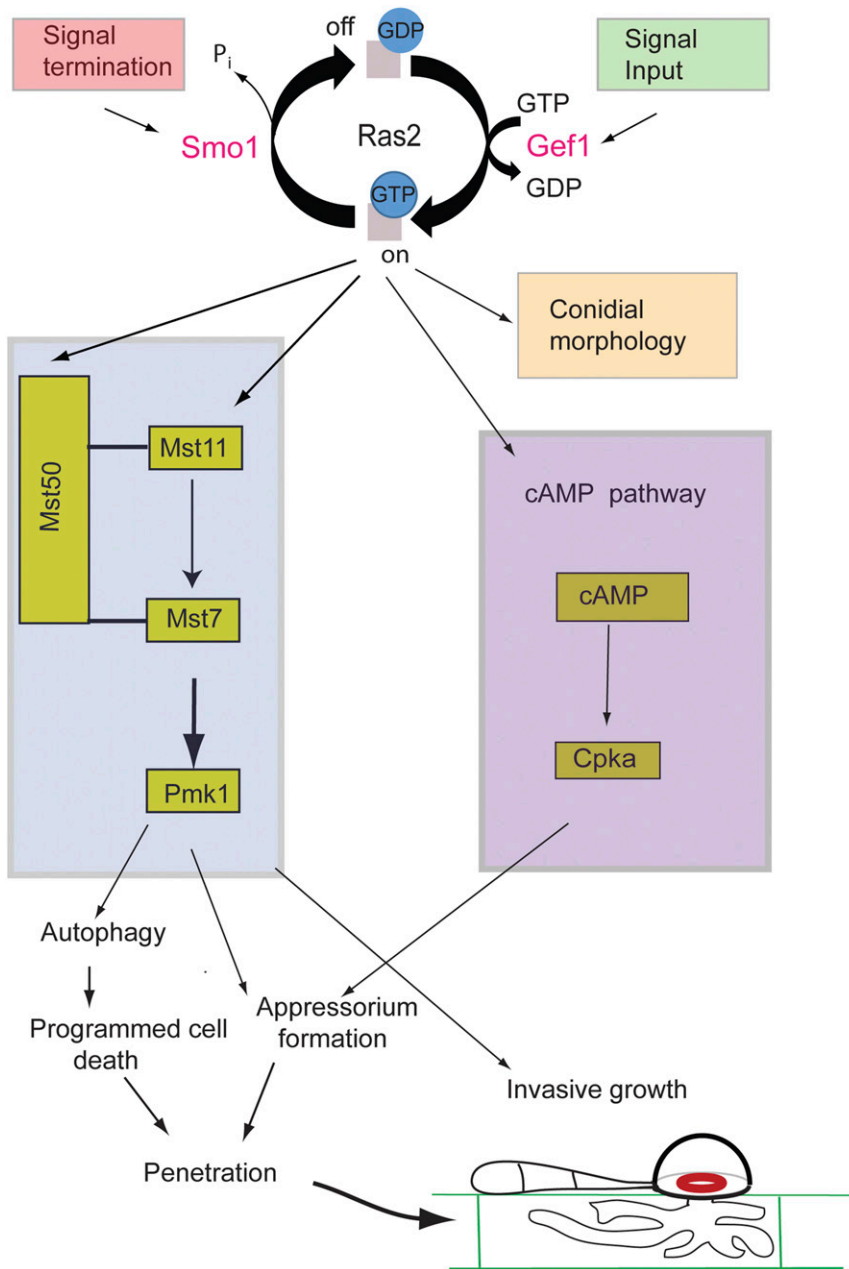 Signal
termination
Pi
off
GDP
Signal
Input
Smo1
Ras2
GTP
Gef1
GDP
GTP
on
Conidial
morphology
Mst50
Mst11
Mst7
Pmk1
cAMP pathway
cAMP
Cpka
Autophagy
Programmed cell
death
Appressorium
formation
Invasive growth
Penetration